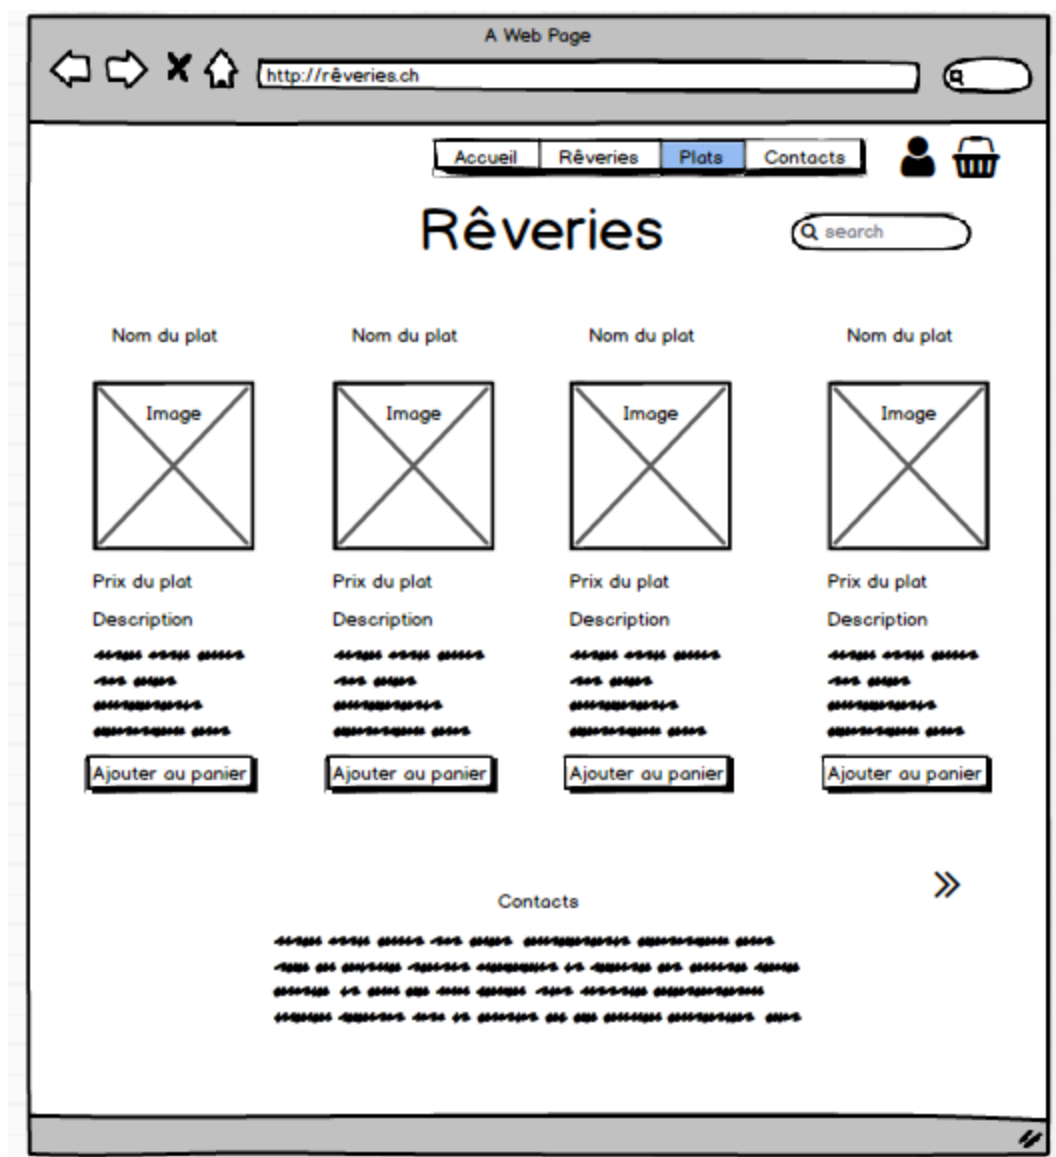 A Web Page
http://rêveries.ch
Accueil Rêveries Plats Contacts
Rêveries
search
Nom du plat Nom du plat Nom du plat Nom du plat
Image Image Image Image
Prix du plat Prix du plat Prix du plat Prix du plat
Description Description Description Description
Ajouter au panier Ajouter au panier Ajouter au panier Ajouter au panier
Contacts